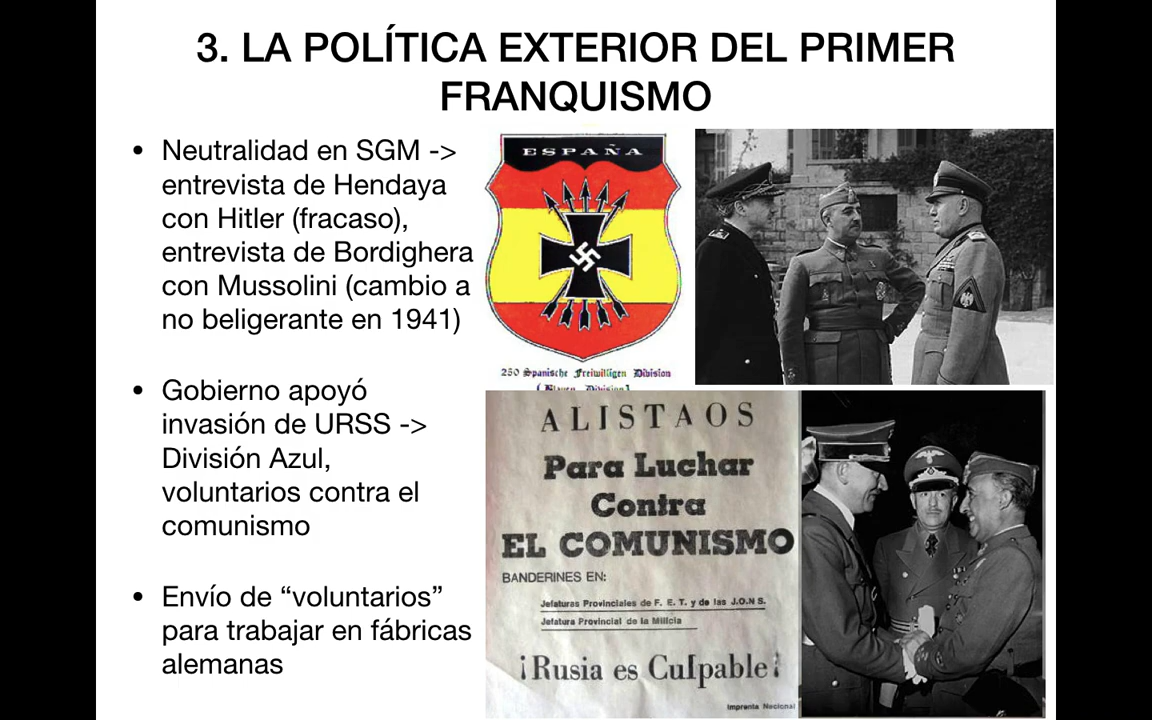 3. LA POLÍTICA EXTERIOR DEL PRIMER
FRANQUISMO
• Neutralidad en SGM ->
entrevista de Hendaya
con Hitler (fracaso),
entrevista de Bordighera
con Mussolini (cambio a
no beligerante en 1941)
• Gobierno apoyó
invasión de URSS ->
División Azul,
voluntarios contra el
comunismo
• Envío de “voluntarios”
para trabajar en fábricas
alemanas
ESPAÑA
250 Spanische Freiwilligen Division
( Blauen Division)
ALISTAOS
Para Luchar
Contra
EL COMUNISMO
BANDERINES EN:
Jefaturas Provinciales de F. E. T. y de las J.O.N S.
Jefatura Provincial de la Milicia
¡Rusia es Culpable!
Imprenta Nacional